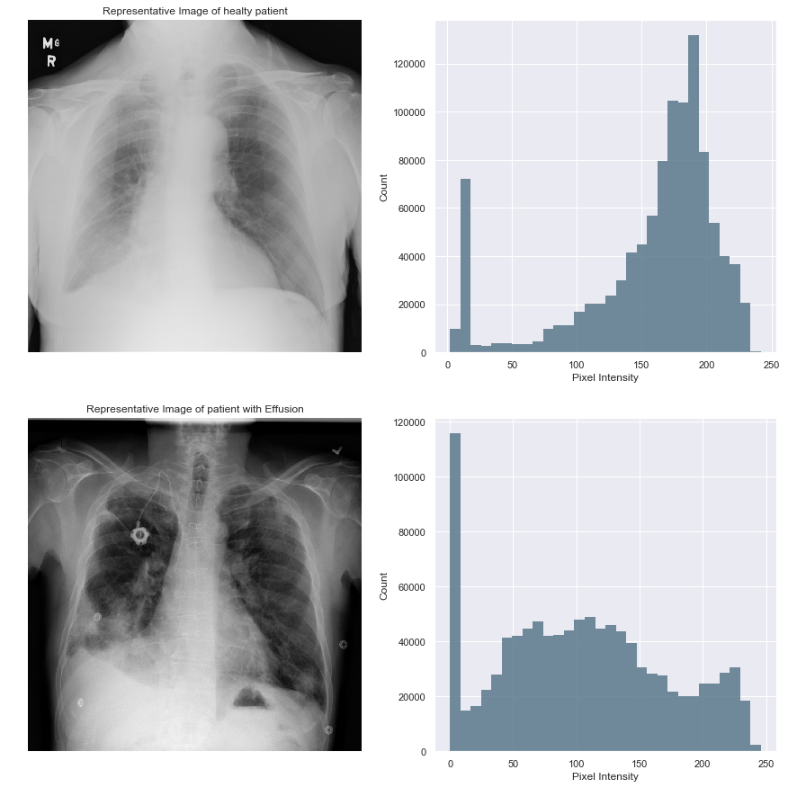 Representative Image of healty patient
M6
R
120000
100000
80000
60000
40000
20000
0
Count
0 50 100 150 200 250
Pixel Intensity
Representative Image of patient with Effusion
120000
100000
80000
60000
40000
20000
0
Count
0 50 100 150 200 250
Pixel Intensity